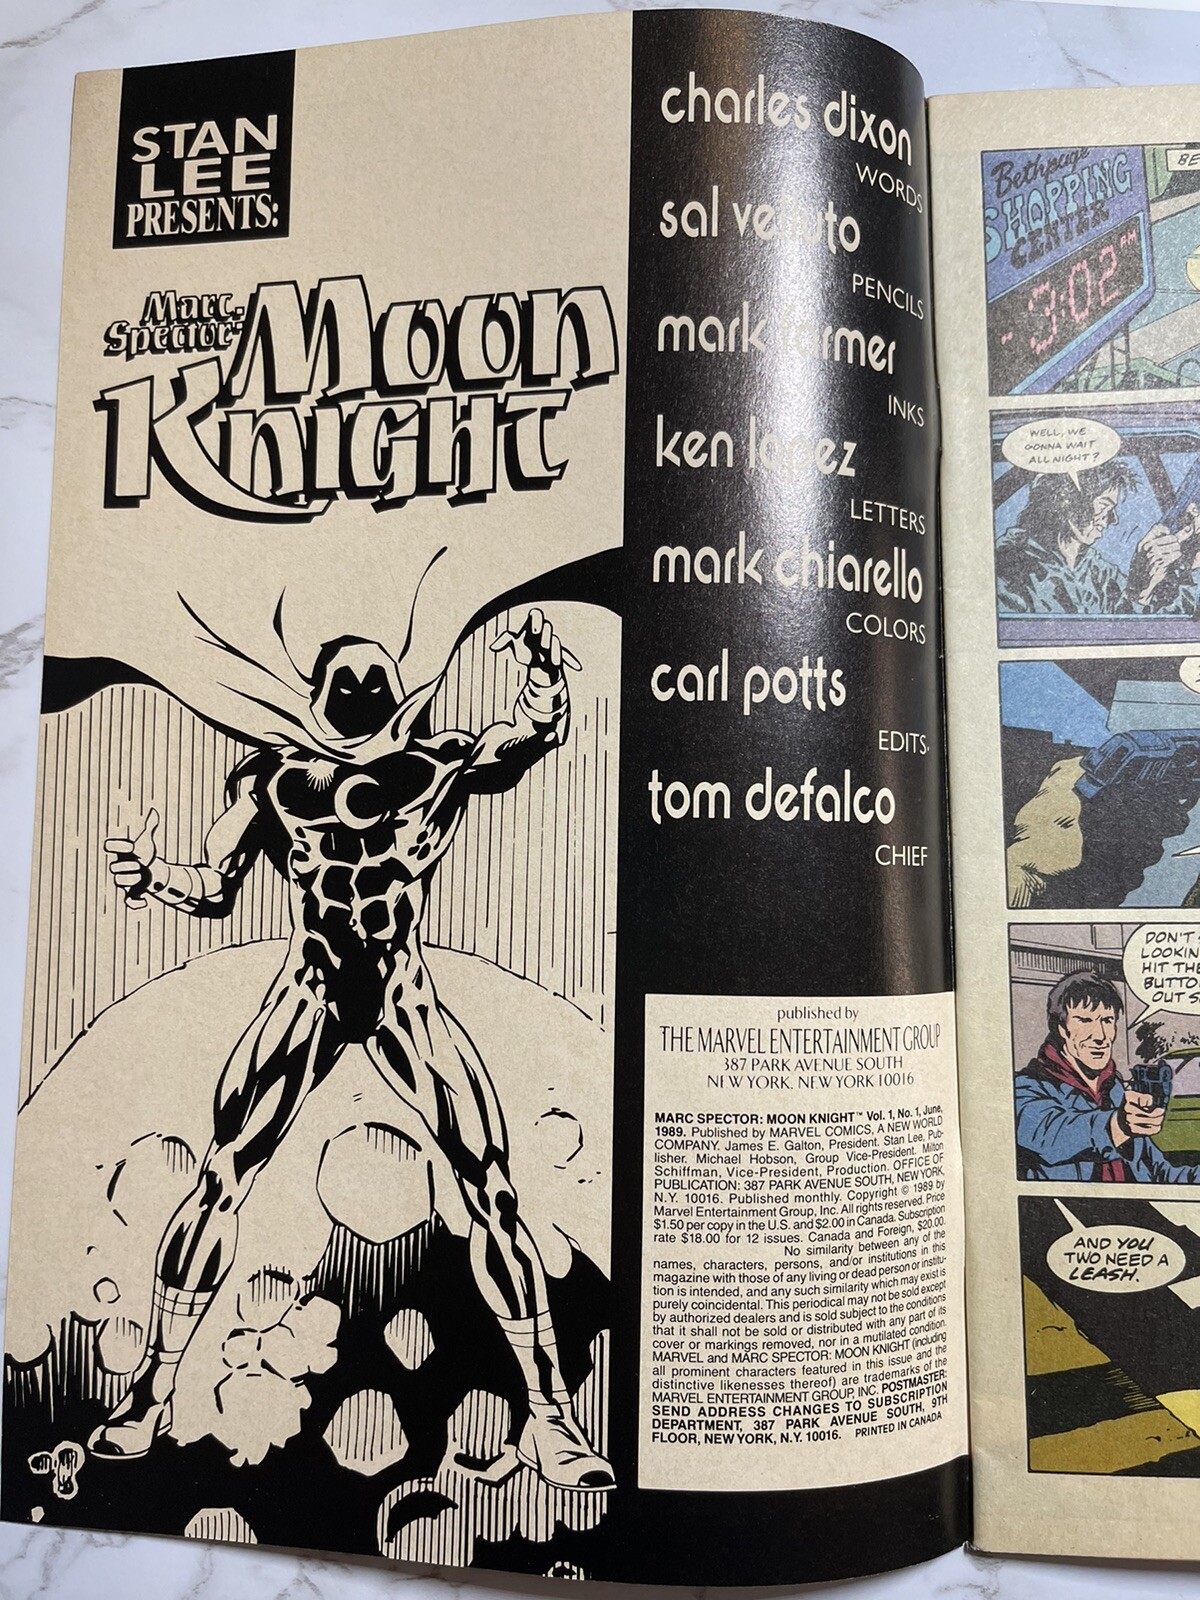 STAN
LEE
PRESENTS:
Marc
Spector:
Moon
Knight
charles dixon
WORDS
sal velluto
PENCILS
mark farmer
INKS
ken lopez
LETTERS
mark chiarello
COLORS
carl potts
EDITS
tom defalco
CHIEF
published by
THE MARVEL ENTERTAINMENT GROUP
387 PARK AVENUE SOUTH
NEW YORK, NEW YORK 10016
MARC SPECTOR: MOON KNIGHT™ Vol. 1, No. 1, June,
1989. Published by MARVEL COMICS, A NEW WORLD
COMPANY. James E. Galton, President. Stan Lee, Pub-
lisher. Michael Hobson, Group Vice-President. Milton
Schiffman, Vice-President, Production. OFFICE OF
PUBLICATION: 387 PARK AVENUE SOUTH, NEW YORK,
N.Y. 10016. Published monthly. Copyright © 1989 by
Marvel Entertainment Group, Inc. All rights reserved. Price
$1.50 per copy in the U.S. and $2.00 in Canada. Subscription
rate $18.00 for 12 issues. Canada and Foreign, $20.00.
No similarity between any of the
names, characters, persons, and/or institutions in this
magazine with those of any living or dead person or institu-
tion is intended, and any such similarity which may exist is
purely coincidental. This periodical may not be sold except
by authorized dealers and is sold subject to the conditions
that it shall not be sold or distributed with any part of its
cover or markings removed, nor in a mutilated condition.
MARVEL and MARC SPECTOR: MOON KNIGHT (including
all prominent characters featured in this issue and the
distinctive likenesses thereof) are trademarks of the
MARVEL ENTERTAINMENT GROUP, INC. POSTMASTER:
SEND ADDRESS CHANGES TO SUBSCRIPTION
DEPARTMENT, 387 PARK AVENUE SOUTH, 9TH
FLOOR, NEW YORK, N.Y. 10016. PRINTED IN CANADA
Bethpage
SHOPPING
CENTER
3:02 PM
BE
WELL, WE
GONNA WAIT
ALL NIGHT?
DON'T
LOOKIN
HIT THE
BUTTO
OUT S
AND YOU
TWO NEED A
LEASH.